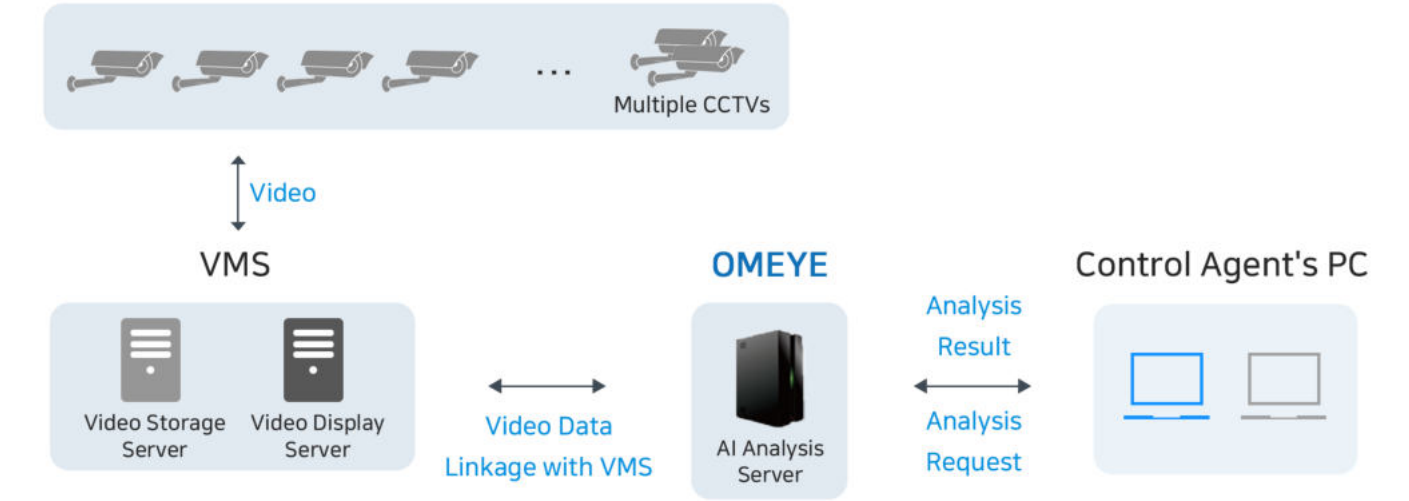 ...
Multiple CCTVs
Video
VMS
OMEYE
Control Agent's PC
Video Storage
Server
Video Display
Server
Video Data
Linkage with VMS
AI Analysis
Server
Analysis
Result
Analysis
Request